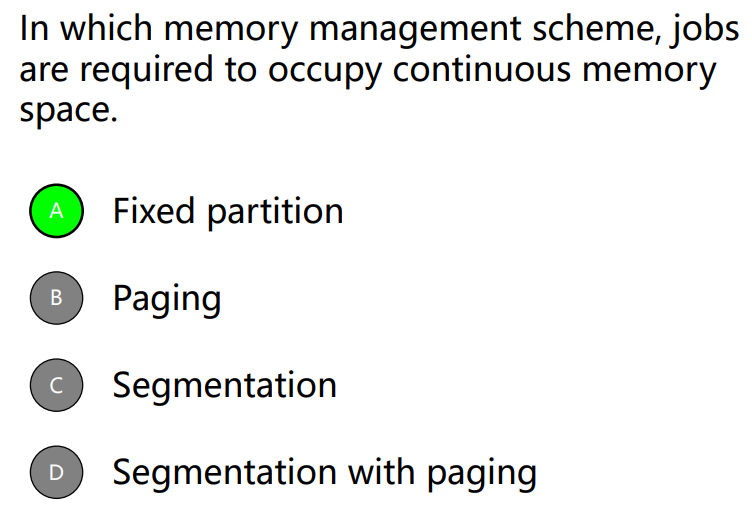 In which memory management scheme, jobs
are required to occupy continuous memory
space.
A Fixed partition
B Paging
C Segmentation
D Segmentation with paging